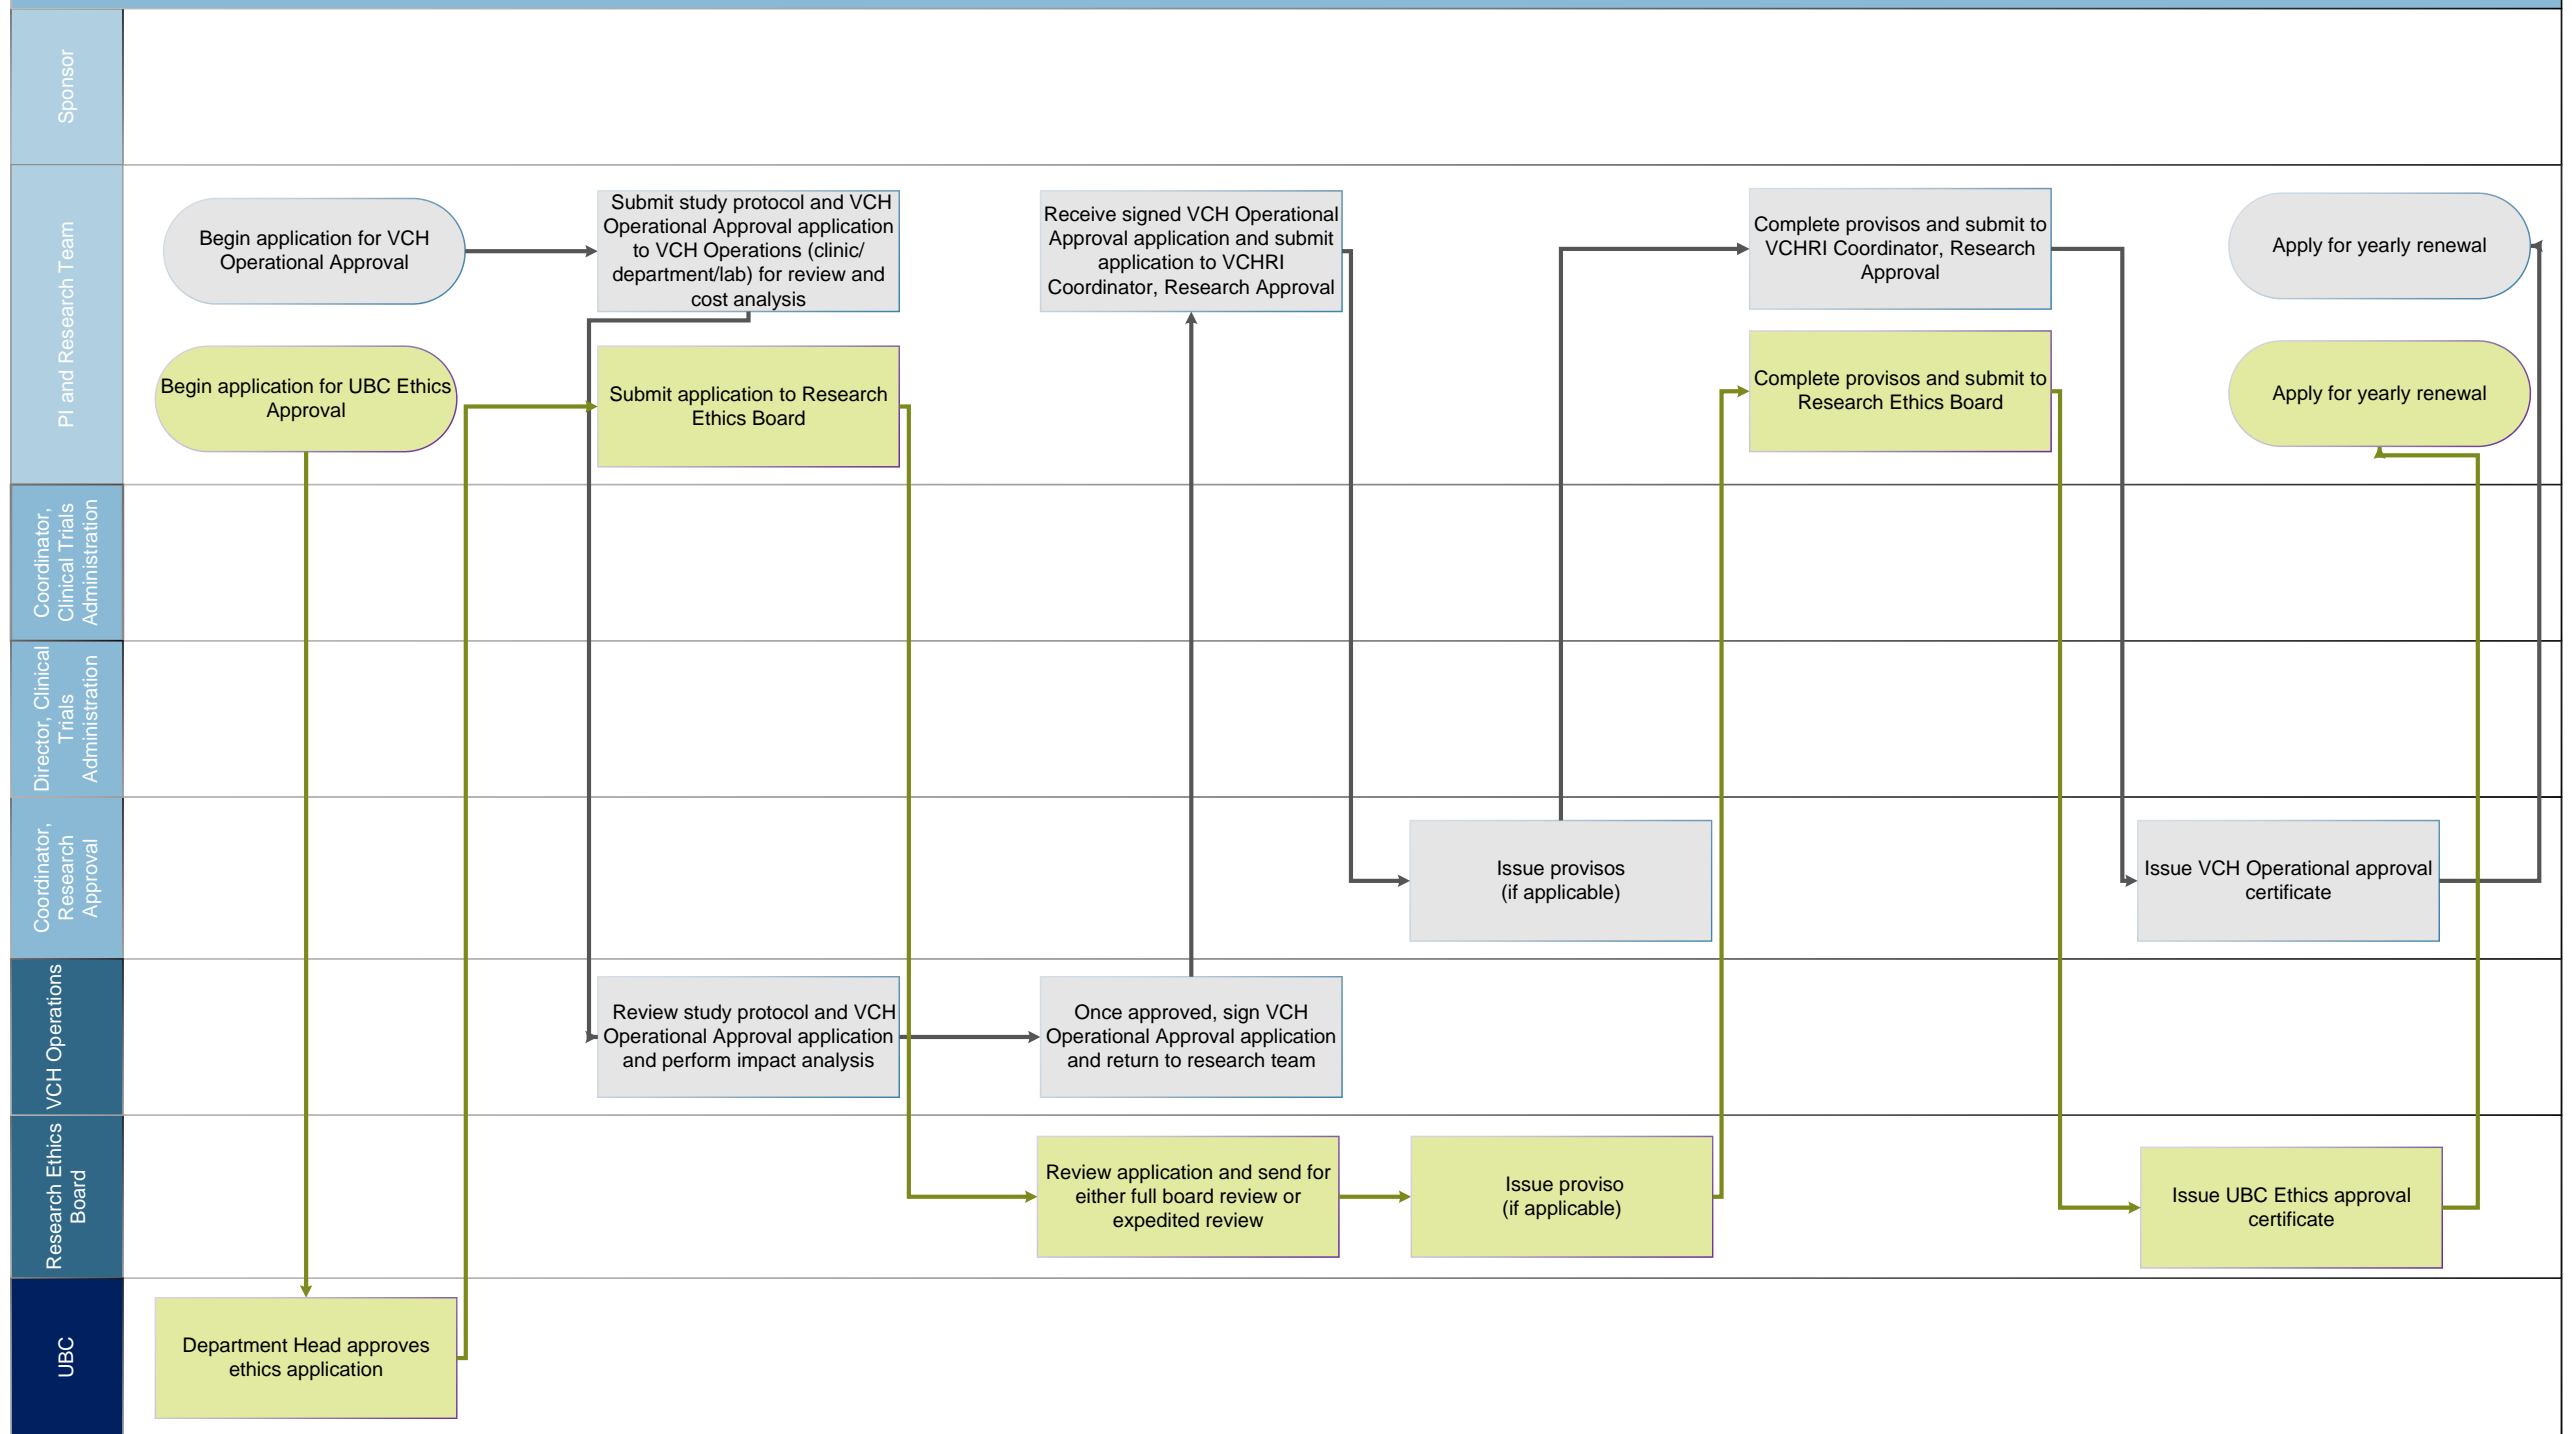 Sponsor
PI and Research Team
Begin application for VCH
Operational Approval
Submit study protocol and VCH
Operational Approval application
to VCH Operations (clinic/
department/lab) for review and
cost analysis
Receive signed VCH Operational
Approval application and submit
application to VCHRI
Coordinator, Research Approval
Complete provisos and submit to
VCHRI Coordinator, Research
Approval
Apply for yearly renewal
Begin application for UBC Ethics
Approval
Submit application to Research
Ethics Board
Complete provisos and submit to
Research Ethics Board
Apply for yearly renewal
Coordinator,
Clinical Trials
Administration
Director, Clinical
Trials
Administration
Coordinator,
Research
Approval
Issue provisos
(if applicable)
Issue VCH Operational approval
certificate
VCH Operations
Review study protocol and VCH
Operational Approval application
and perform impact analysis
Once approved, sign VCH
Operational Approval application
and return to research team
Research Ethics
Board
Review application and send for
either full board review or
expedited review
Issue proviso
(if applicable)
Issue UBC Ethics approval
certificate
UBC
Department Head approves
ethics application